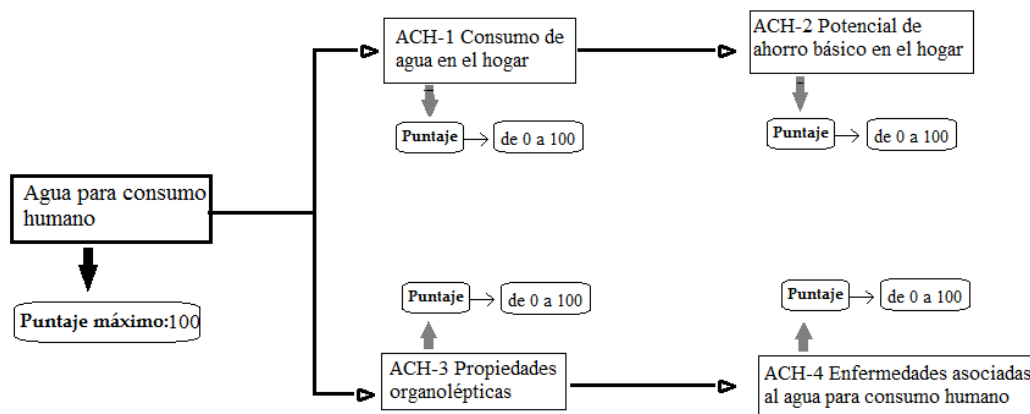 ACH-1 Consumo de
agua en el hogar
ACH-2 Potencial de
ahorro básico en el hogar
Puntaje
de 0 a 100
Puntaje
de 0 a 100
Agua para consumo
humano
Puntaje máximo:100
Puntaje
de 0 a 100
Puntaje
de 0 a 100
ACH-3 Propiedades
organolépticas
ACH-4 Enfermedades asociadas
al agua para consumo humano